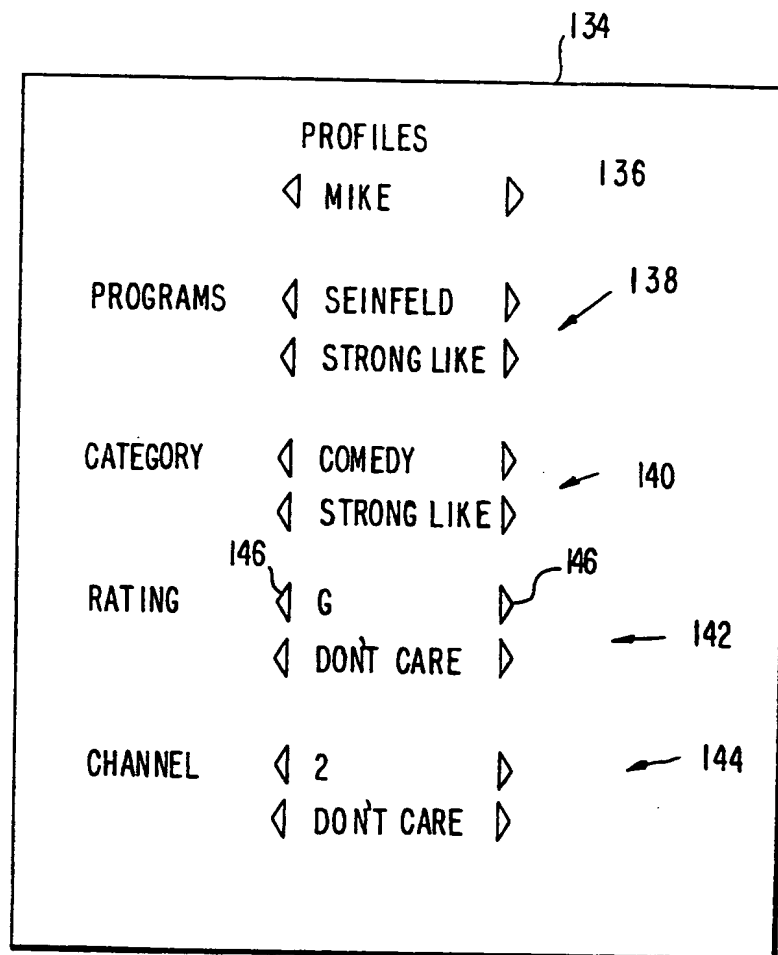 134
PROFILES
MIKE 136
PROGRAMS SEINFELD 138
STRONG LIKE
CATEGORY COMEDY 140
STRONG LIKE
146 146
RATING G
DON'T CARE 142
CHANNEL 2 144
DON'T CARE